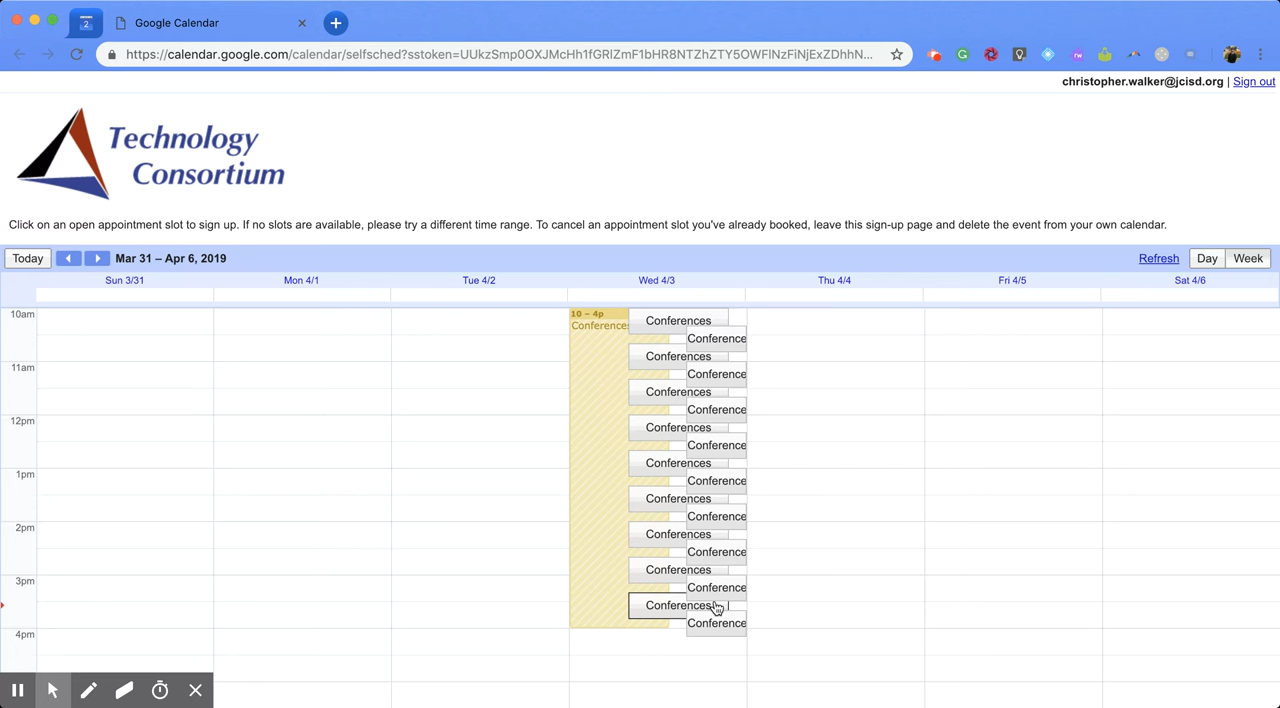 2
Google Calendar
https://calendar.google.com/calendar/selfsched?sstoken=UUkzSmp0OXJMcHh1fGRlZmF1bHR8NTZhZTY5OWFlNzFiNjExZDhhN...
christopher.walker@jcisd.org | Sign out
Technology
Consortium
Click on an open appointment slot to sign up. If no slots are available, please try a different time range. To cancel an appointment slot you've already booked, leave this sign-up page and delete the event from your own calendar.
Today Mar 31 – Apr 6, 2019 Refresh Day Week
Sun 3/31 Mon 4/1 Tue 4/2 Wed 4/3 Thu 4/4 Fri 4/5 Sat 4/6
10am 10 – 4p
Conferences
Conferences
Conference
Conferences
11am
Conference
Conferences
Conference
12pm
Conferences
Conference
Conferences
1pm
Conference
Conferences
Conference
2pm
Conferences
Conference
Conferences
3pm
Conference
Conferences
Conference
4pm